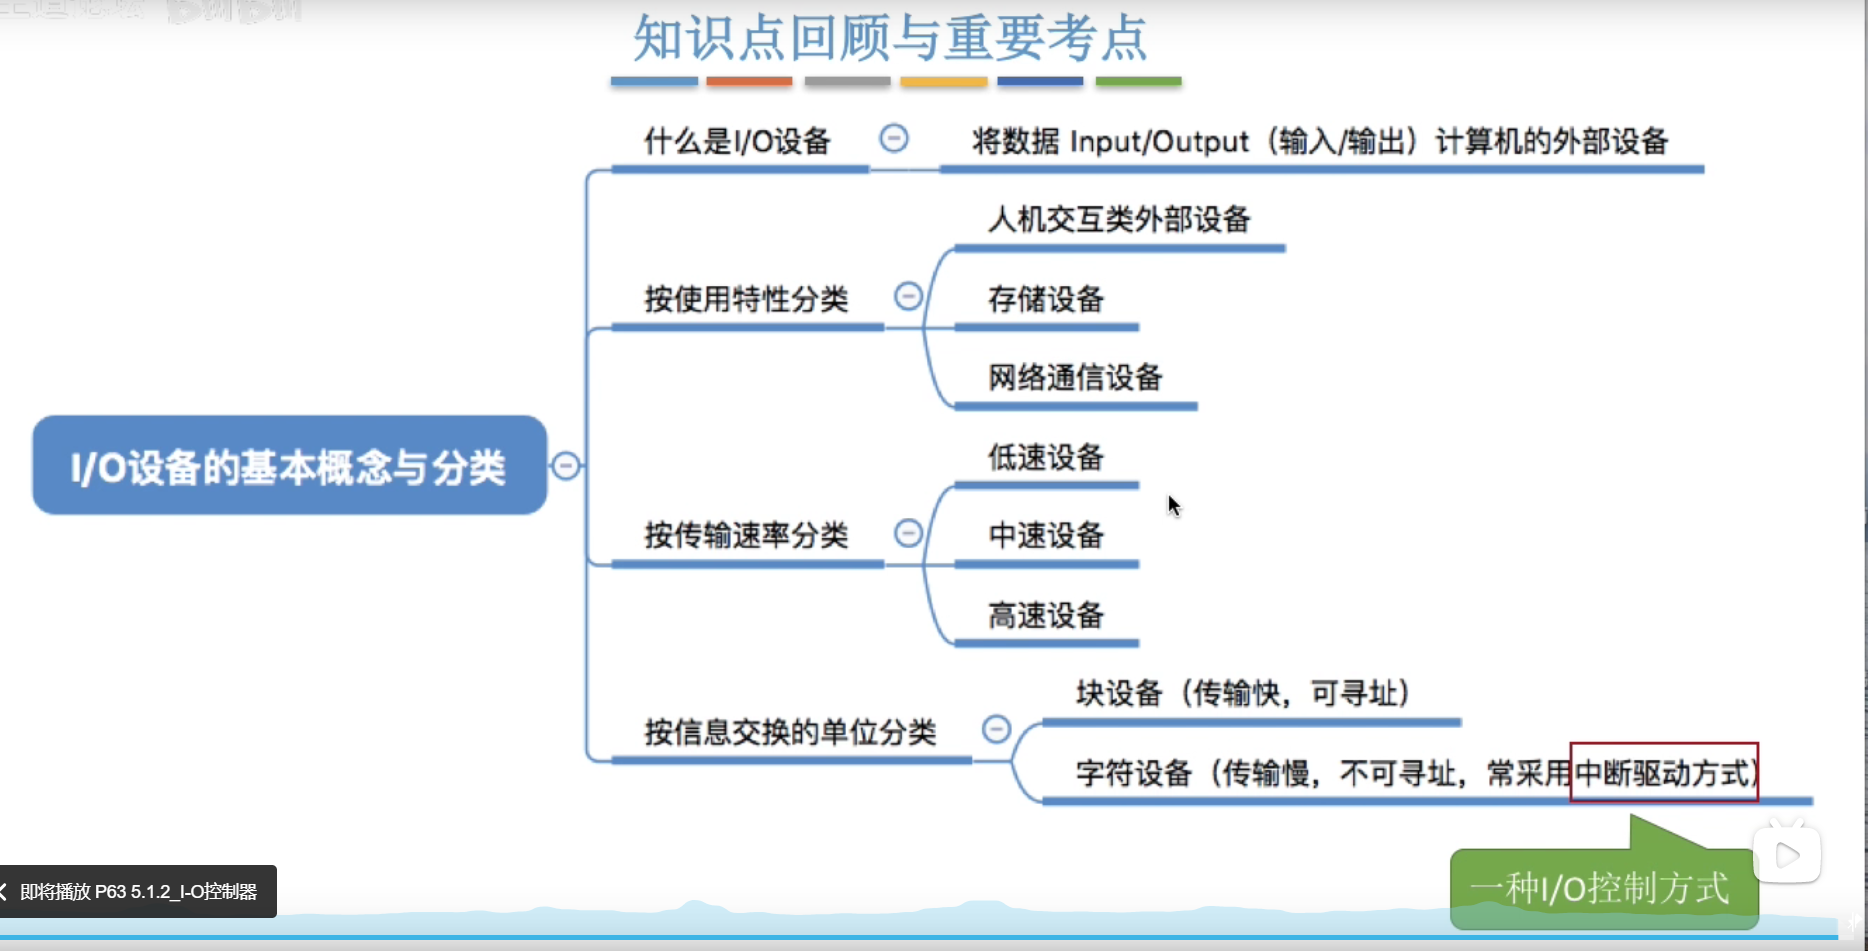 知识点回顾与重要考点
什么是I/O设备
将数据 Input/Output（输入/输出）计算机的外部设备
人机交互类外部设备
按使用特性分类
存储设备
网络通信设备
I/O设备的基本概念与分类
低速设备
按传输速率分类
中速设备
高速设备
块设备（传输快，可寻址）
按信息交换的单位分类
字符设备（传输慢，不可寻址，常采用中断驱动方式）
一种I/O控制方式
即将播放 P63 5.1.2_I-O控制器